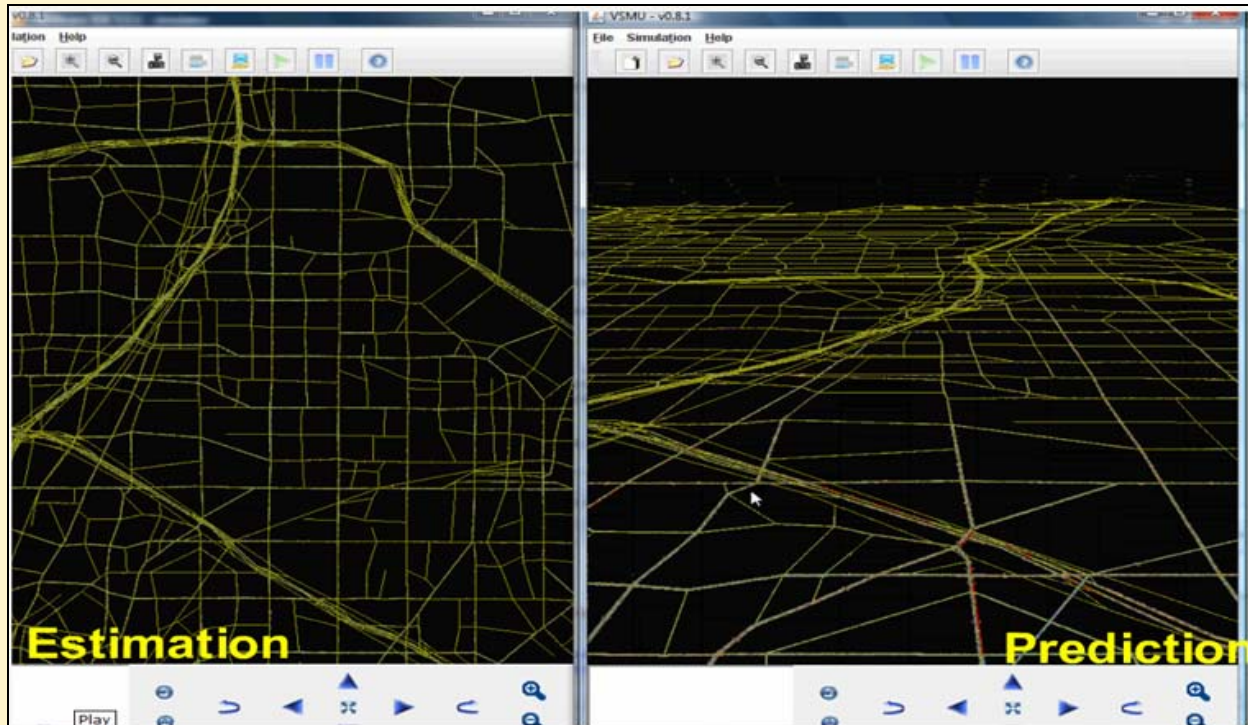 v0.8.1
VSMU - v0.8.1
lation Help
File Simulation Help
Estimation
Prediction
Play